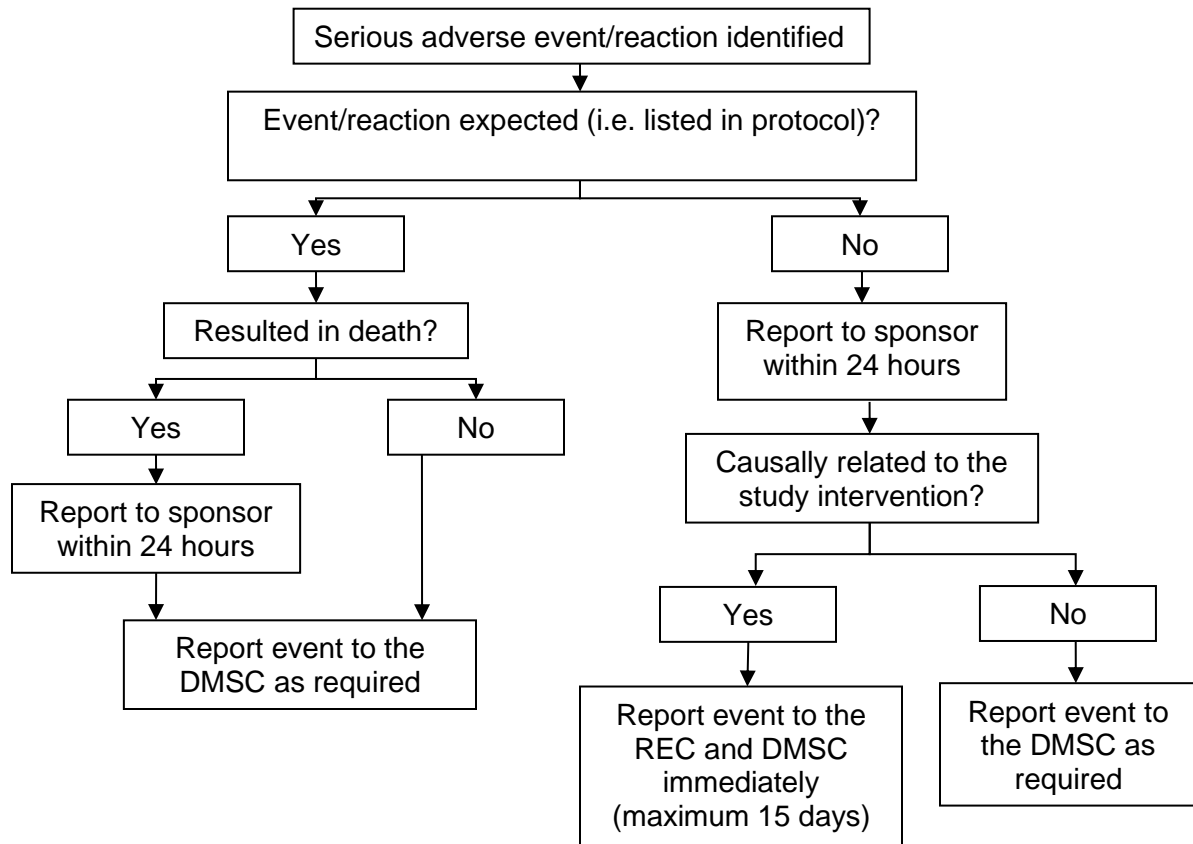 Serious adverse event/reaction identified
Event/reaction expected (i.e. listed in protocol)?
Yes
No
Resulted in death?
Report to sponsor
within 24 hours
Yes
No
Causally related to the
study intervention?
Report to sponsor
within 24 hours
Yes
No
Report event to the
DMSC as required
Report event to the
REC and DMSC
immediately
(maximum 15 days)
Report event to
the DMSC as
required